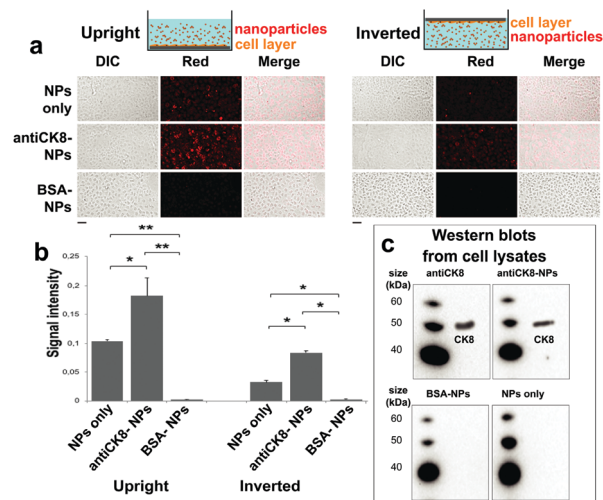 a
Upright
nanoparticles
cell layer
Inverted
cell layer
nanoparticles
DIC Red Merge
DIC Red Merge
NPs only
antiCK8-NPs
BSA-NPs
b
Signal intensity
0,25
0,2
0,15
0,1
0,05
0
*
**
**
*
*
*
NPs only
antiCK8- NPs
BSA- NPs
NPs only
antiCK8- NPs
BSA- NPs
Upright
Inverted
c
Western blots
from cell lysates
size (kDa)
antiCK8
antiCK8-NPs
60
50
40
CK8
CK8
size (kDa)
BSA-NPs
NPs only
60
50
40